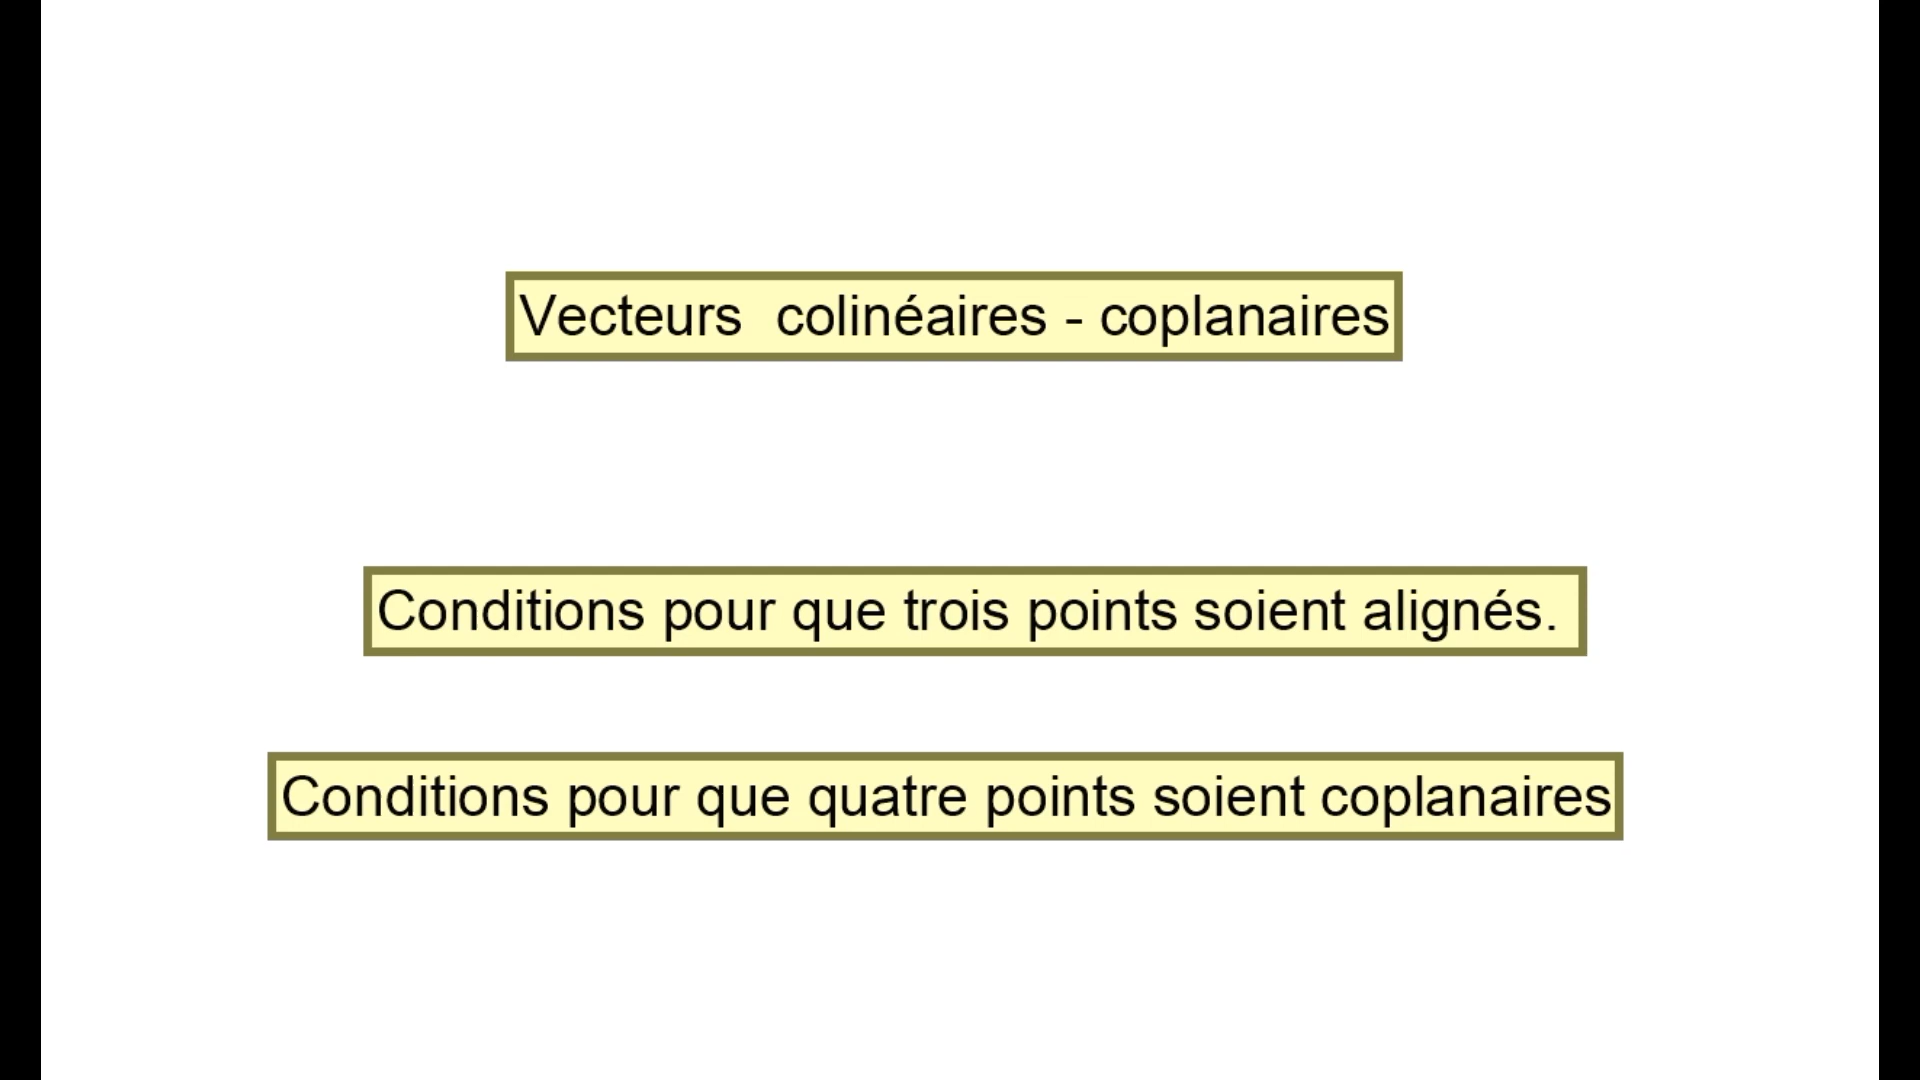 Vecteurs  colinéaires - coplanaires
Conditions pour que trois points soient alignés.
Conditions pour que quatre points soient coplanaires